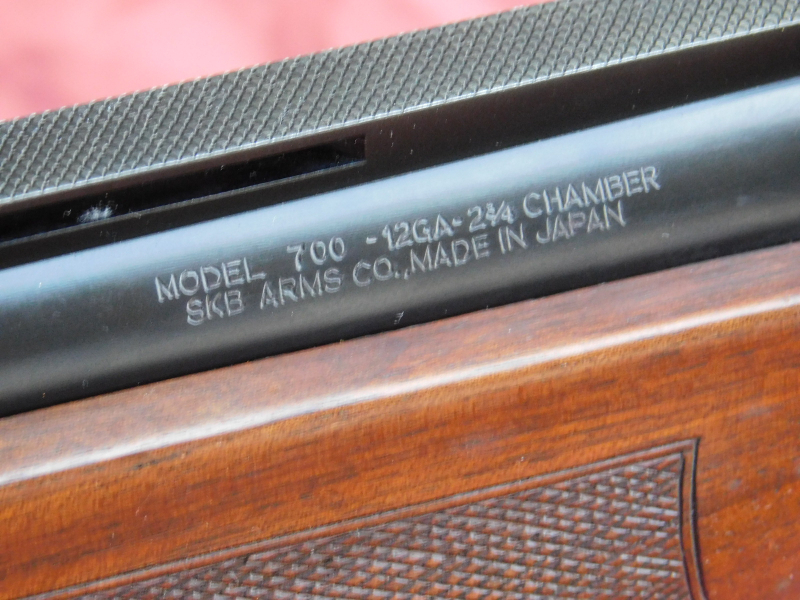 MODEL 700 -12GA-2¾ CHAMBER
SKB ARMS CO.,MADE IN JAPAN